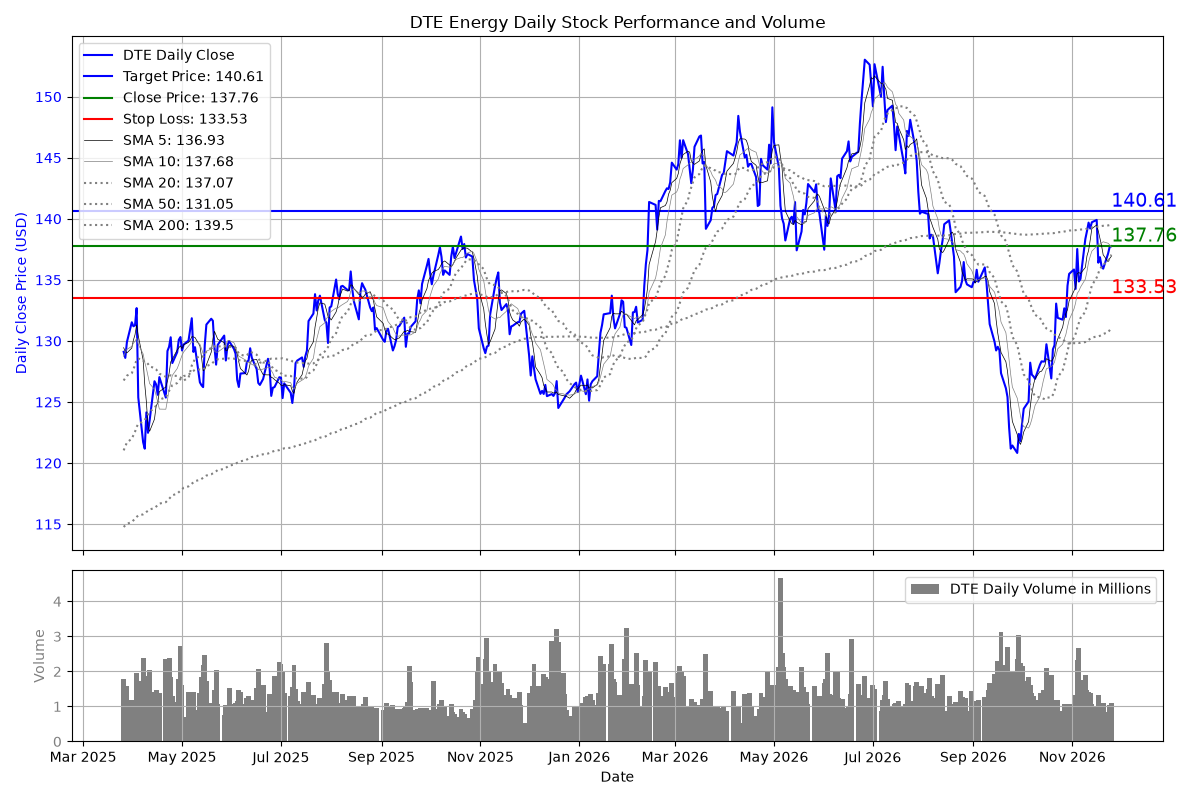 DTE Energy Daily Stock Performance and Volume
DTE Daily Close
Target Price: 140.61
Close Price: 137.76
Stop Loss: 133.53
SMA 5: 136.93
SMA 10: 137.68
SMA 20: 137.07
SMA 50: 131.05
SMA 200: 139.5
Daily Close Price (USD)
150
145
140
135
130
125
120
115
140.61
137.76
133.53
DTE Daily Volume in Millions
Volume
4
3
2
1
0
Mar 2025
May 2025
Jul 2025
Sep 2025
Nov 2025
Jan 2026
Mar 2026
May 2026
Jul 2026
Sep 2026
Nov 2026
Date